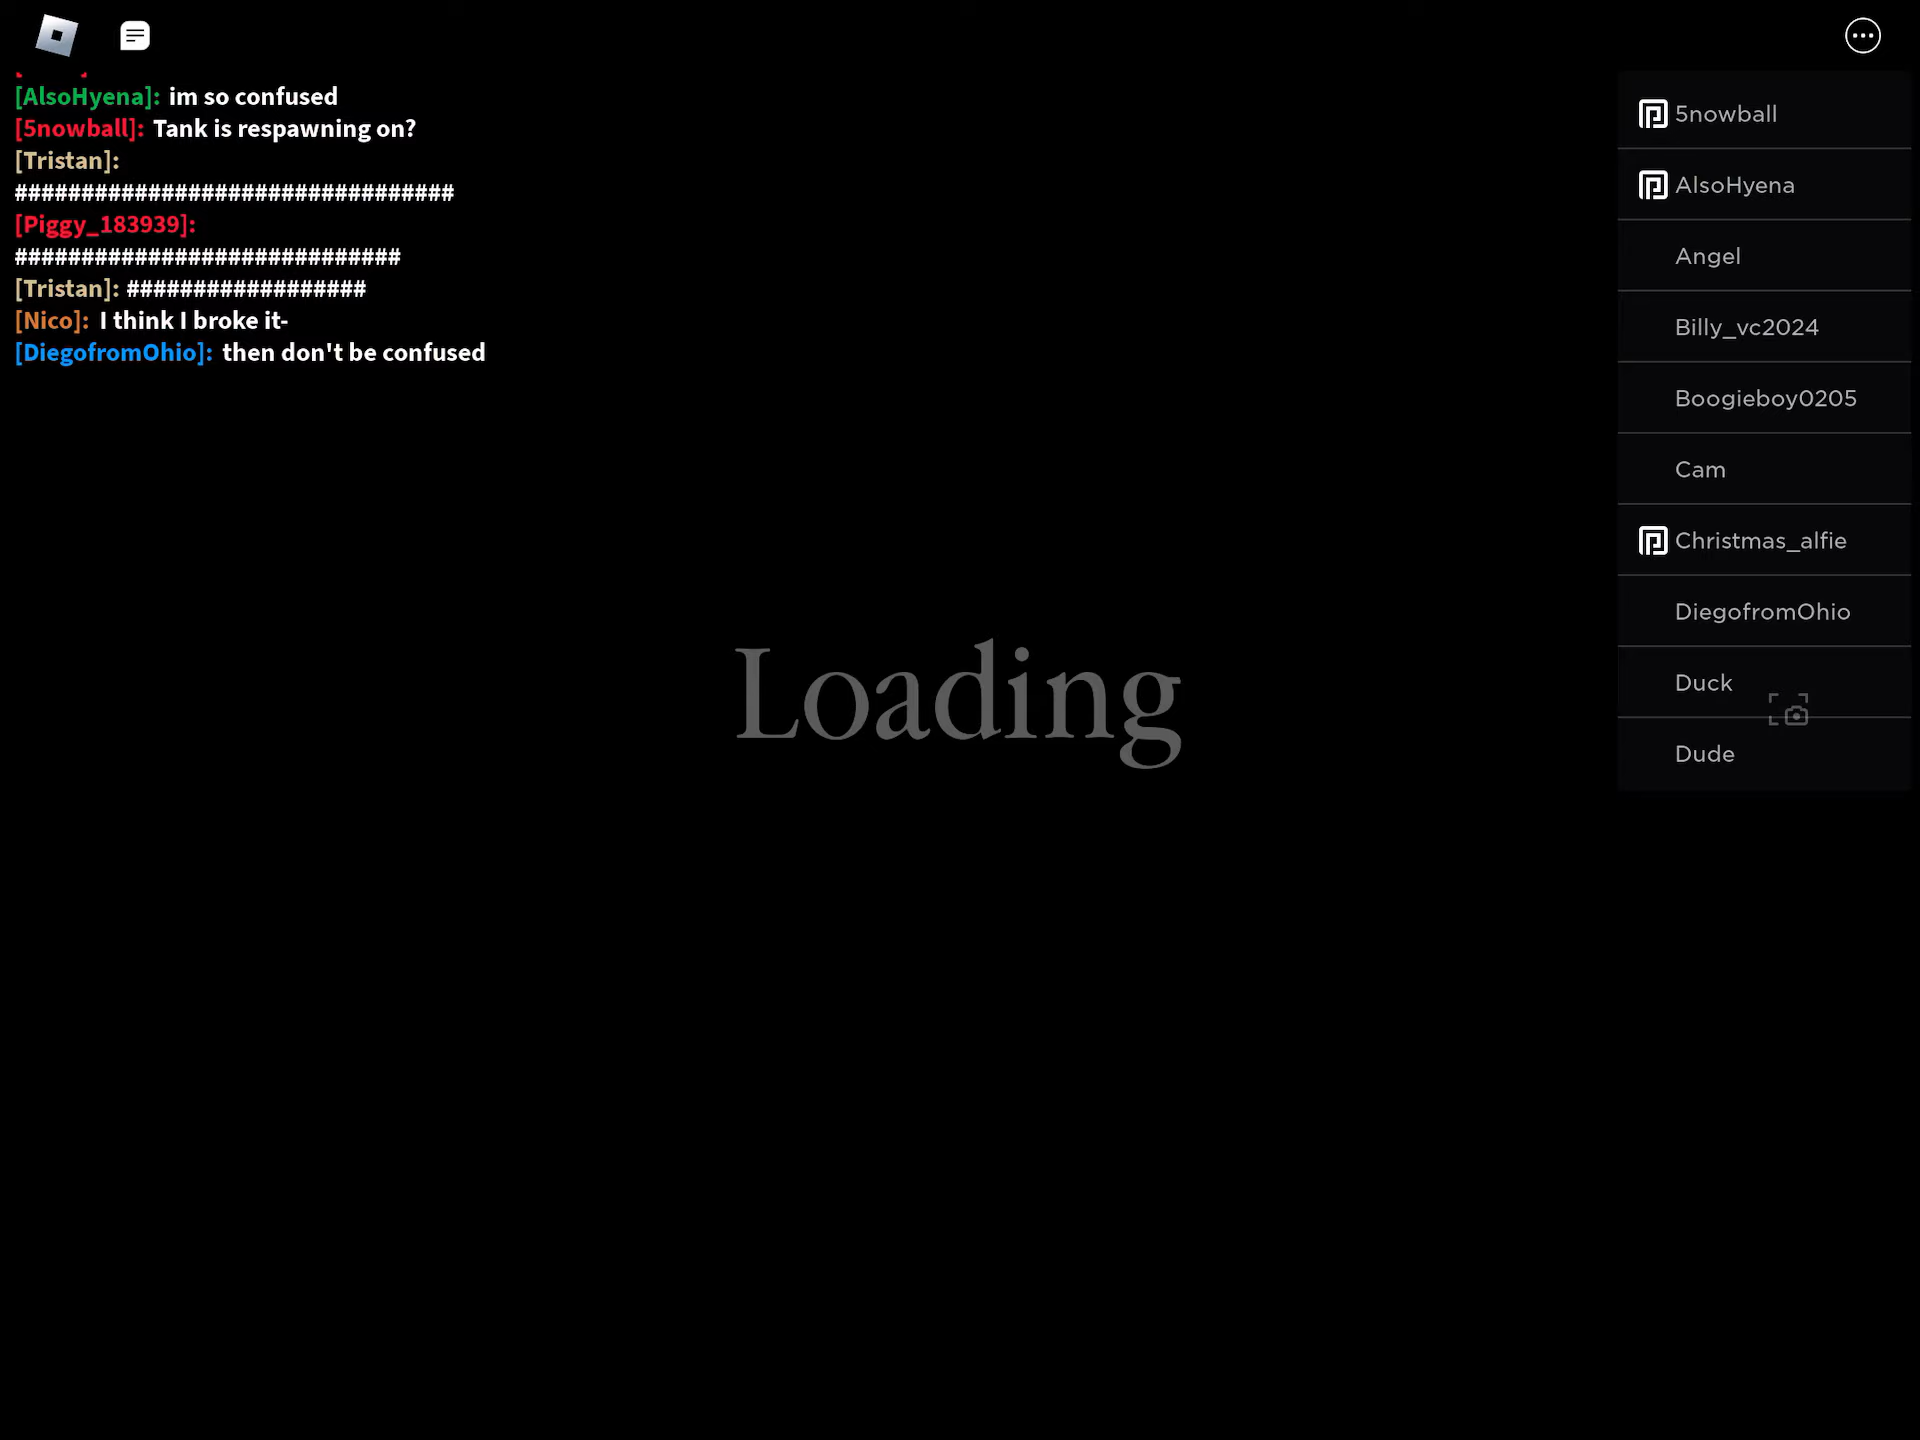 [AlsoHyena]: im so confused
[5nowball]: Tank is respawning on?
[Tristan]:
#################################
[Piggy_183939]:
#############################
[Tristan]: ##################
[Nico]: I think I broke it-
[DiegofromOhio]: then don't be confused
5nowball
AlsoHyena
Angel
Billy_vc2024
Boogieboy0205
Cam
Christmas_alfie
DiegofromOhio
Duck
Dude
Loading